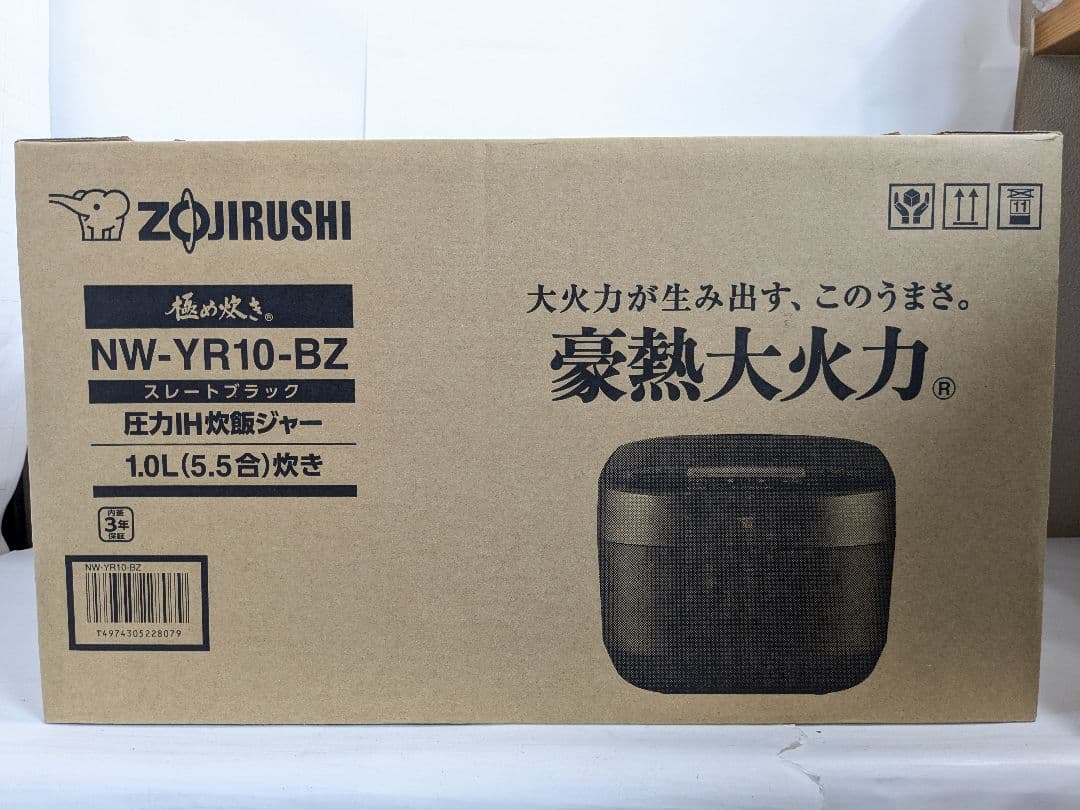 ZOJIRUSHI
極め炊き®
NW-YR10-BZ
スレートブラック
圧力IH炊飯ジャー
1.0L(5.5合)炊き
内釜
3年
保証
NW-YR10-BZ
T4974305228079
11
大火力が生み出す、このうまさ。
豪熱大火力®